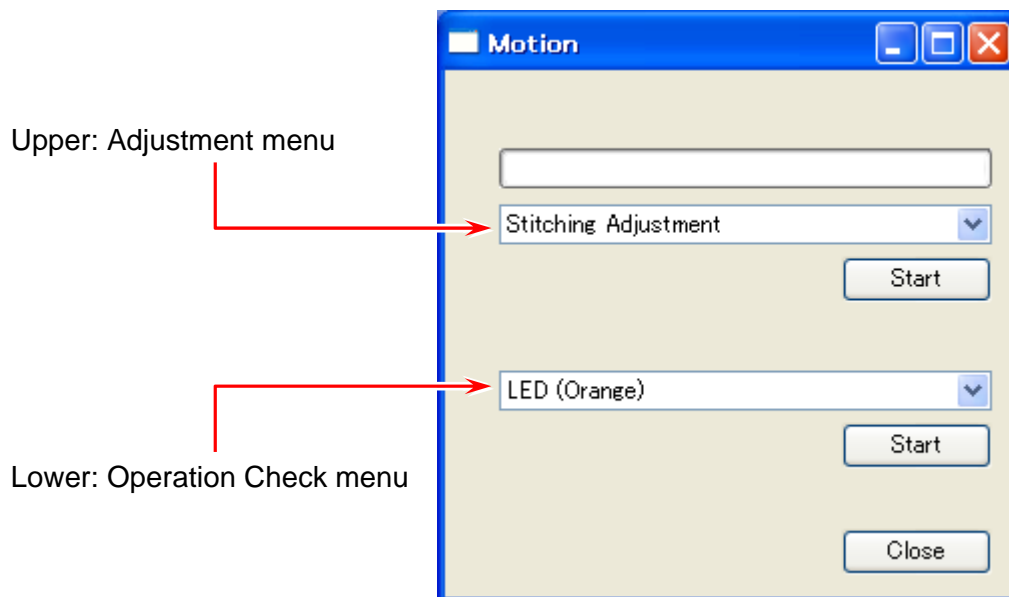 Motion
Upper: Adjustment menu
Stitching Adjustment
Start
LED (Orange)
Start
Lower: Operation Check menu
Close